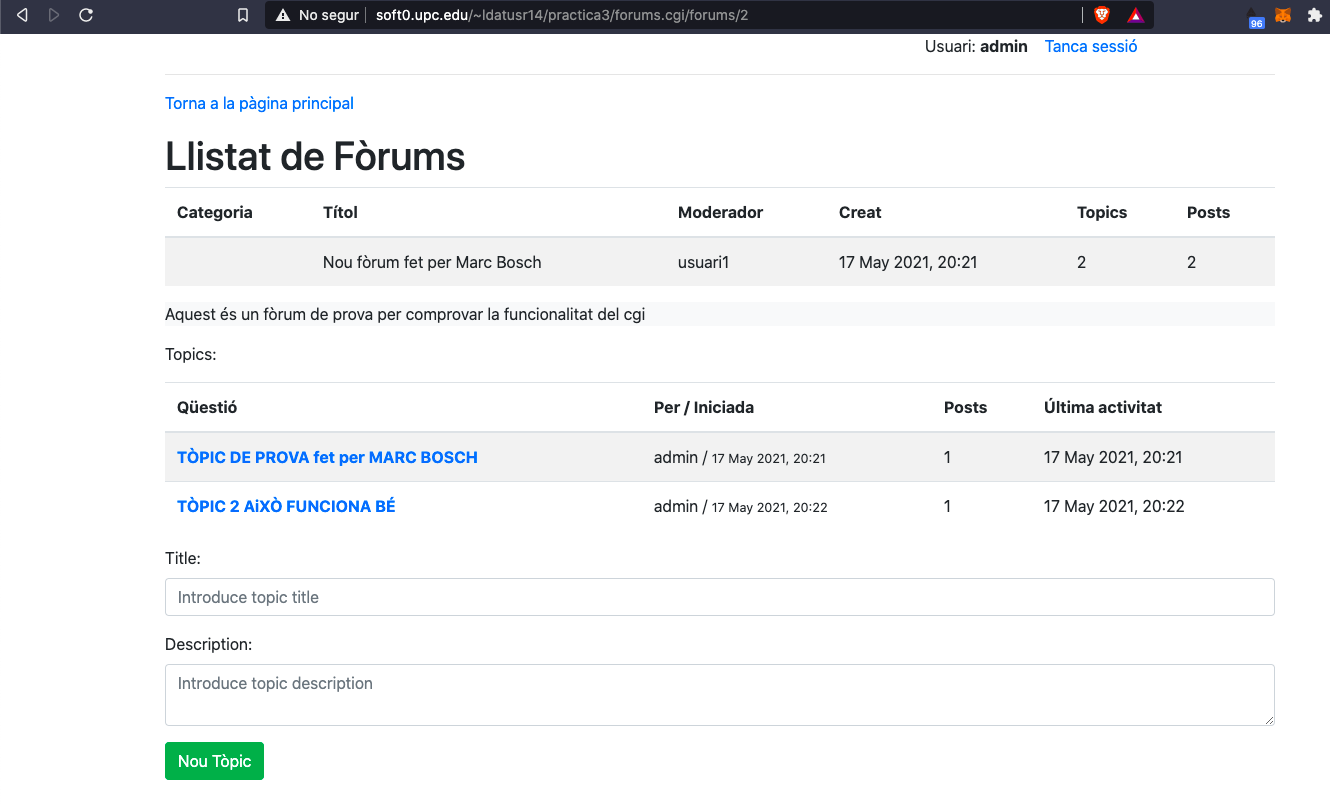 No segur soft0.upc.edu/~ldatusr14/practica3/forums.cgi/forums/2
96
Usuari: admin Tanca sessió
Torna a la pàgina principal
Llistat de Fòrums
Categoria Títol Moderador Creat Topics Posts
Nou fòrum fet per Marc Bosch usuari1 17 May 2021, 20:21 2 2
Aquest és un fòrum de prova per comprovar la funcionalitat del cgi
Topics:
Qüestió Per / Iniciada Posts Última activitat
TÒPIC DE PROVA fet per MARC BOSCH admin / 17 May 2021, 20:21 1 17 May 2021, 20:21
TÒPIC 2 AiXÒ FUNCIONA BÉ admin / 17 May 2021, 20:22 1 17 May 2021, 20:22
Title:
Introduce topic title
Description:
Introduce topic description
Nou Tòpic